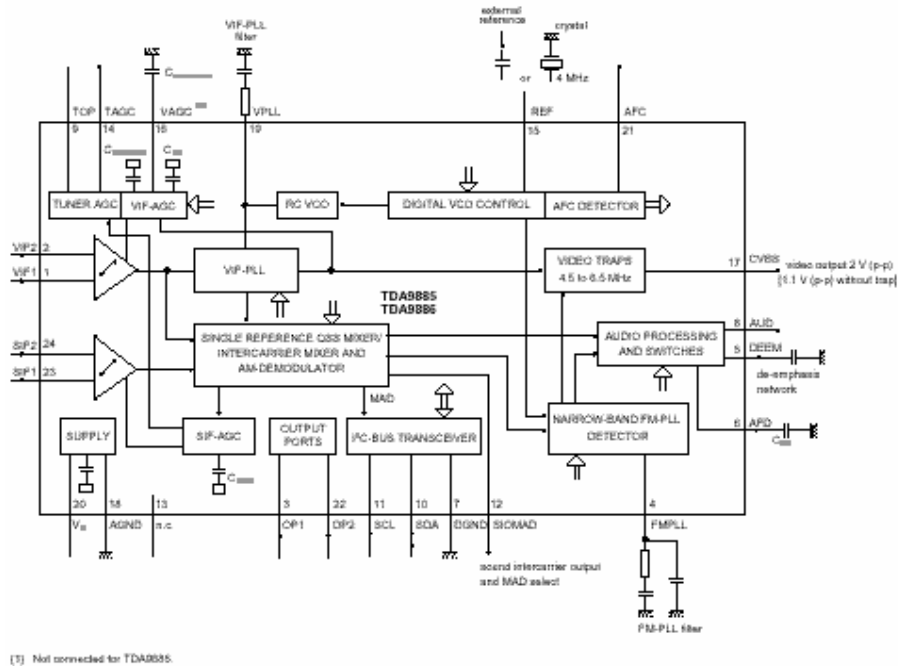 VIF-PLL
filter
external
reference
crystal
or
4 MHz
TOP
TAGC
VAGC
VPLL
REF
AFC
9
14
16
19
15
21
C
C
C
TUNER AGC
VIF-AGC
RC VCO
DIGITAL VCO CONTROL
AFC DETECTOR
VIF2
2
VIF1
1
VIF-PLL
VIDEO TRAPS
4.5 to 6.5 MHz
17
CVBS
video output 2 V (p-p)
[1.1 V (p-p) without trap]
TDA9885
TDA9886
SIF2
24
SIF1
23
SINGLE REFERENCE QSS MIXER/
INTERCARRIER MIXER AND
AM-DEMODULATOR
AUDIO PROCESSING
AND SWITCHES
8
AUD
5
DEEM
de-emphasis
network
MAD
6
AFD
C
SUPPLY
SIF-AGC
C
OUTPUT
PORTS
I²C-BUS TRANSCEIVER
NARROW-BAND FM-PLL
DETECTOR
20
18
13
3
22
11
10
7
12
4
AGND
n.c.
OP1
OP2
SCL
SDA
DGND
SIOMAD
FMPLL
sound intercarrier output
and MAD select
FM-PLL filter
(1) Not connected for TDA9885.